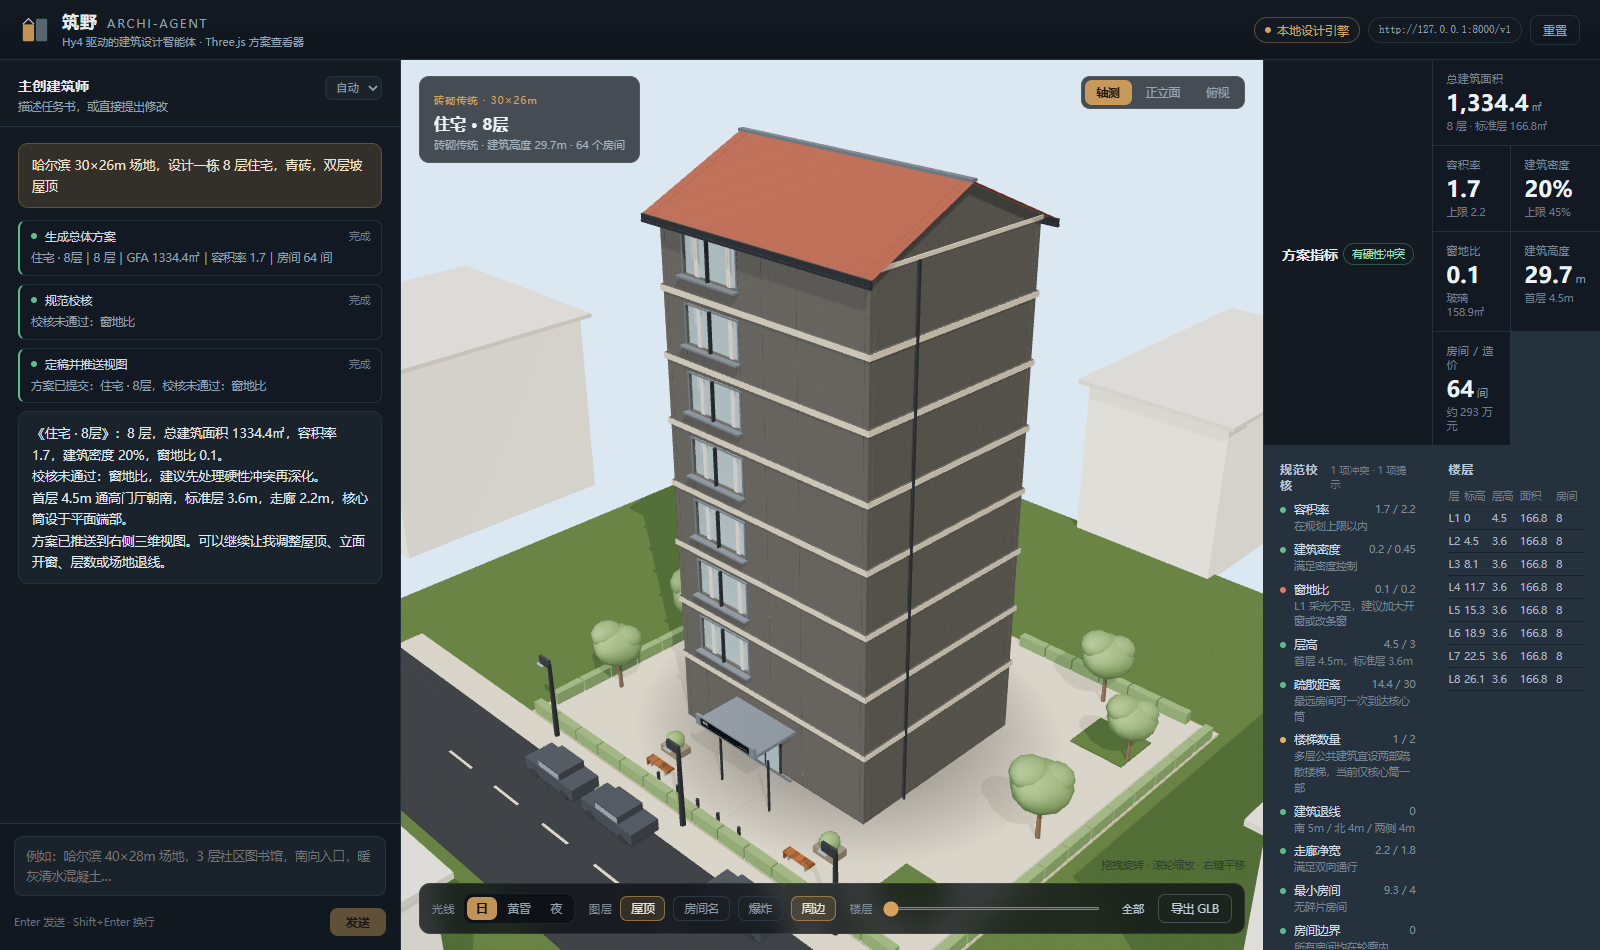 筑野 ARCHI-AGENT
Hy4 驱动的建筑设计智能体 · Three.js 方案查看器
本地设计引擎
http://127.0.0.1:8000/v1
重置
主创建筑师
描述任务书，或直接提出修改
自动
哈尔滨 30×26m 场地，设计一栋 8 层住宅，青砖，双层坡
屋顶
生成总体方案 完成
住宅 · 8层 | 8 层 | GFA 1334.4㎡ | 容积率 1.7 | 房间 64 间
规范校核 完成
校核未通过：窗地比
定稿并推送视图 完成
方案已提交：住宅 · 8层，校核未通过：窗地比
《住宅 · 8层》：8 层，总建筑面积 1334.4㎡，容积率
1.7，建筑密度 20%，窗地比 0.1。
校核未通过：窗地比，建议先处理硬性冲突再深化。
首层 4.5m 通高门厅朝南，标准层 3.6m，走廊 2.2m，核心
筒设于平面端部。
方案已推送到右侧三维视图。可以继续让我调整屋顶、立面
开窗、层数或场地退线。
例如：哈尔滨 40×28m 场地，3 层社区图书馆，南向入口，暖
灰清水混凝土...
Enter 发送 · Shift+Enter 换行
发送
砖砌传统 · 30×26m
住宅 • 8层
砖砌传统 · 建筑高度 29.7m · 64 个房间
轴测 正立面 俯视
拖拽旋转 · 滚轮缩放 · 右键平移
光线 日 黄昏 夜 图层 屋顶 房间名 爆炸 周边 楼层 全部 导出 GLB
方案指标 有硬性冲突
总建筑面积
1,334.4 ㎡
8 层 · 标准层 166.8㎡
容积率
1.7
上限 2.2
建筑密度
20%
上限 45%
窗地比
0.1
玻璃
158.9㎡
建筑高度
29.7 m
首层 4.5m
房间 / 造
价
64 间
约 293 万
元
规范校
核
1 项冲突 · 1 项提
示
容积率 1.7 / 2.2
在规划上限以内
建筑密度 0.2 / 0.45
满足密度控制
窗地比 0.1 / 0.2
L1 采光不足，建议加大开
窗或改条窗
层高 4.5 / 3
首层 4.5m，标准层 3.6m
疏散距离 14.4 / 30
最远房间可一次到达核心
筒
楼梯数量 1 / 2
多层公共建筑宜设两部疏
散楼梯，当前仅核心筒一
部
建筑退线 0
南 5m / 北 4m / 两侧 4m
走廊净宽 2.2 / 1.8
满足双向通行
最小房间 9.3 / 4
无碎片房间
房间边界 0
所有房间均在轮廓内
楼层
层 标高 层高 面积 房间
L1 0 4.5 166.8 8
L2 4.5 3.6 166.8 8
L3 8.1 3.6 166.8 8
L4 11.7 3.6 166.8 8
L5 15.3 3.6 166.8 8
L6 18.9 3.6 166.8 8
L7 22.5 3.6 166.8 8
L8 26.1 3.6 166.8 8